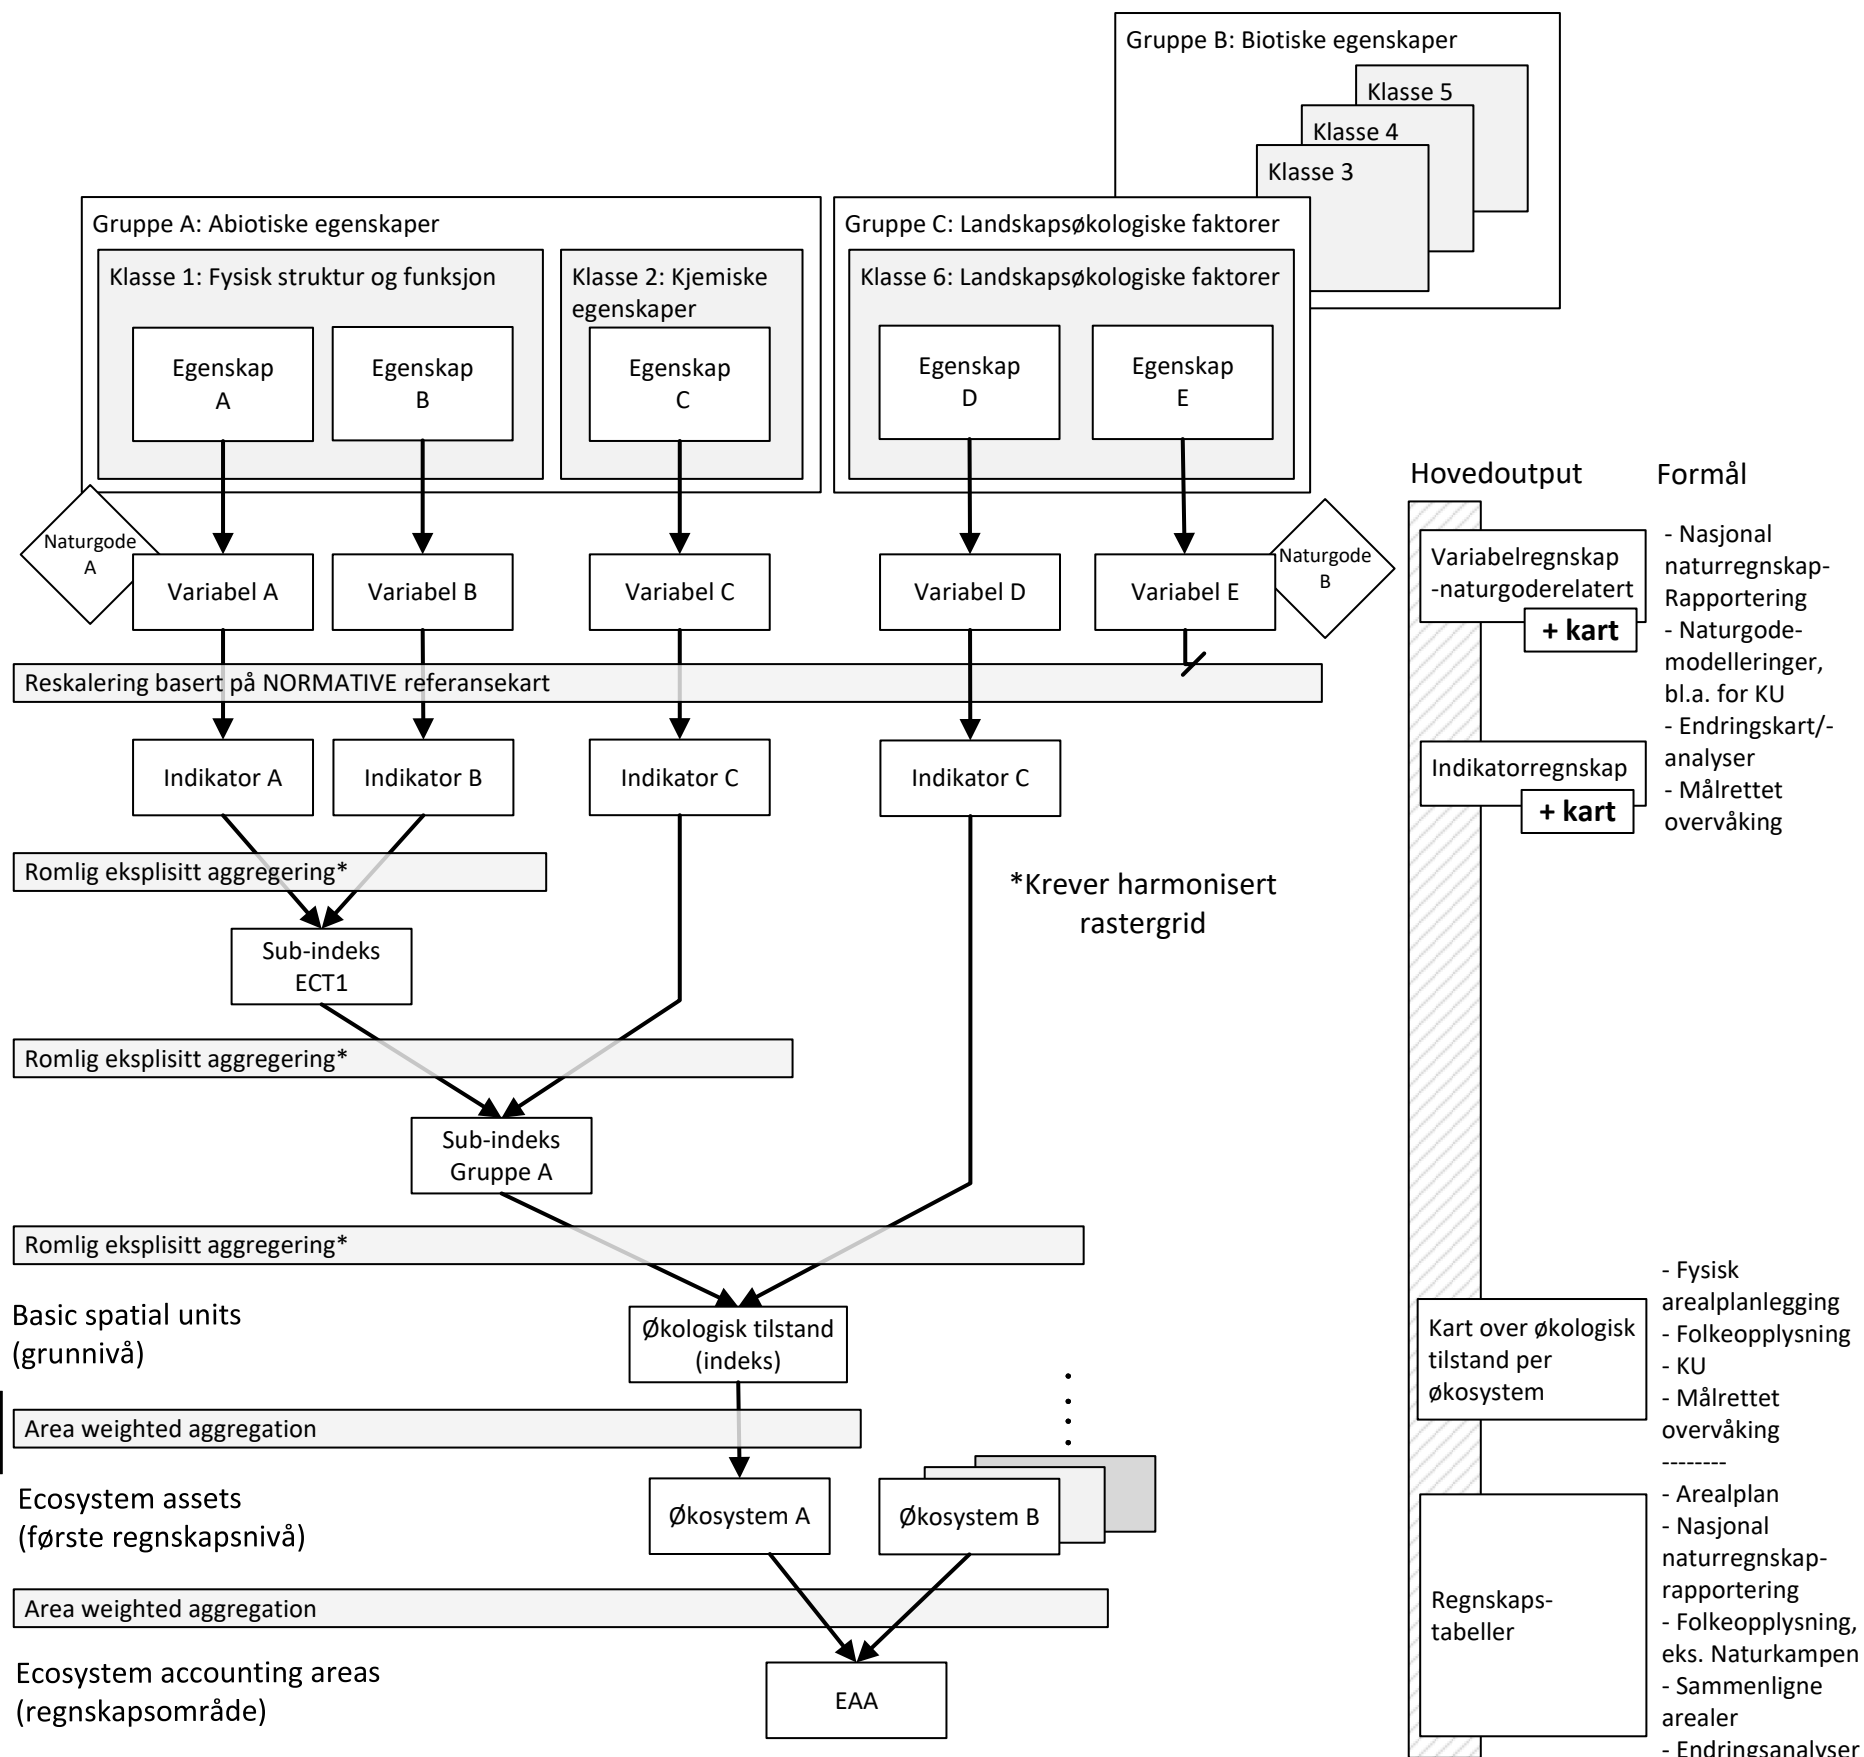 Gruppe B: Biotiske egenskaper
Klasse 5
Klasse 4
Klasse 3
Gruppe A: Abiotiske egenskaper
Klasse 1: Fysisk struktur og funksjon
Klasse 2: Kjemiske
egenskaper
Gruppe C: Landskapsøkologiske faktorer
Klasse 6: Landskapsøkologiske faktorer
Egenskap
A
Egenskap
B
Egenskap
C
Egenskap
D
Egenskap
E
Naturgode
A
Variabel A
Variabel B
Variabel C
Variabel D
Variabel E
Naturgode
B
Reskalering basert på NORMATIVE referansekart
Indikator A
Indikator B
Indikator C
Indikator C
Romlig eksplisitt aggregering*
*Krever harmonisert
rastergrid
Sub-indeks
ECT1
Romlig eksplisitt aggregering*
Sub-indeks
Gruppe A
Romlig eksplisitt aggregering*
Basic spatial units
(grunnivå)
Økologisk tilstand
(indeks)
Area weighted aggregation
Ecosystem assets
(første regnskapsnivå)
Økosystem A
Økosystem B
Area weighted aggregation
Ecosystem accounting areas
(regnskapsområde)
EAA
Hovedoutput
Formål
Variabelregnskap
-naturgoderelatert
+ kart
Indikatorregnskap
+ kart
- Nasjonal
naturregnskap-
Rapportering
- Naturgode-
modelleringer,
bl.a. for KU
- Endringskart/-
analyser
- Målrettet
overvåking
Kart over økologisk
tilstand per
økosystem
- Fysisk
arealplanlegging
- Folkeopplysning
- KU
- Målrettet
overvåking
--------
Regnskaps-
tabeller
- Arealplan
- Nasjonal
naturregnskap-
rapportering
- Folkeopplysning,
eks. Naturkampen
- Sammenligne
arealer
- Endringsanalyser